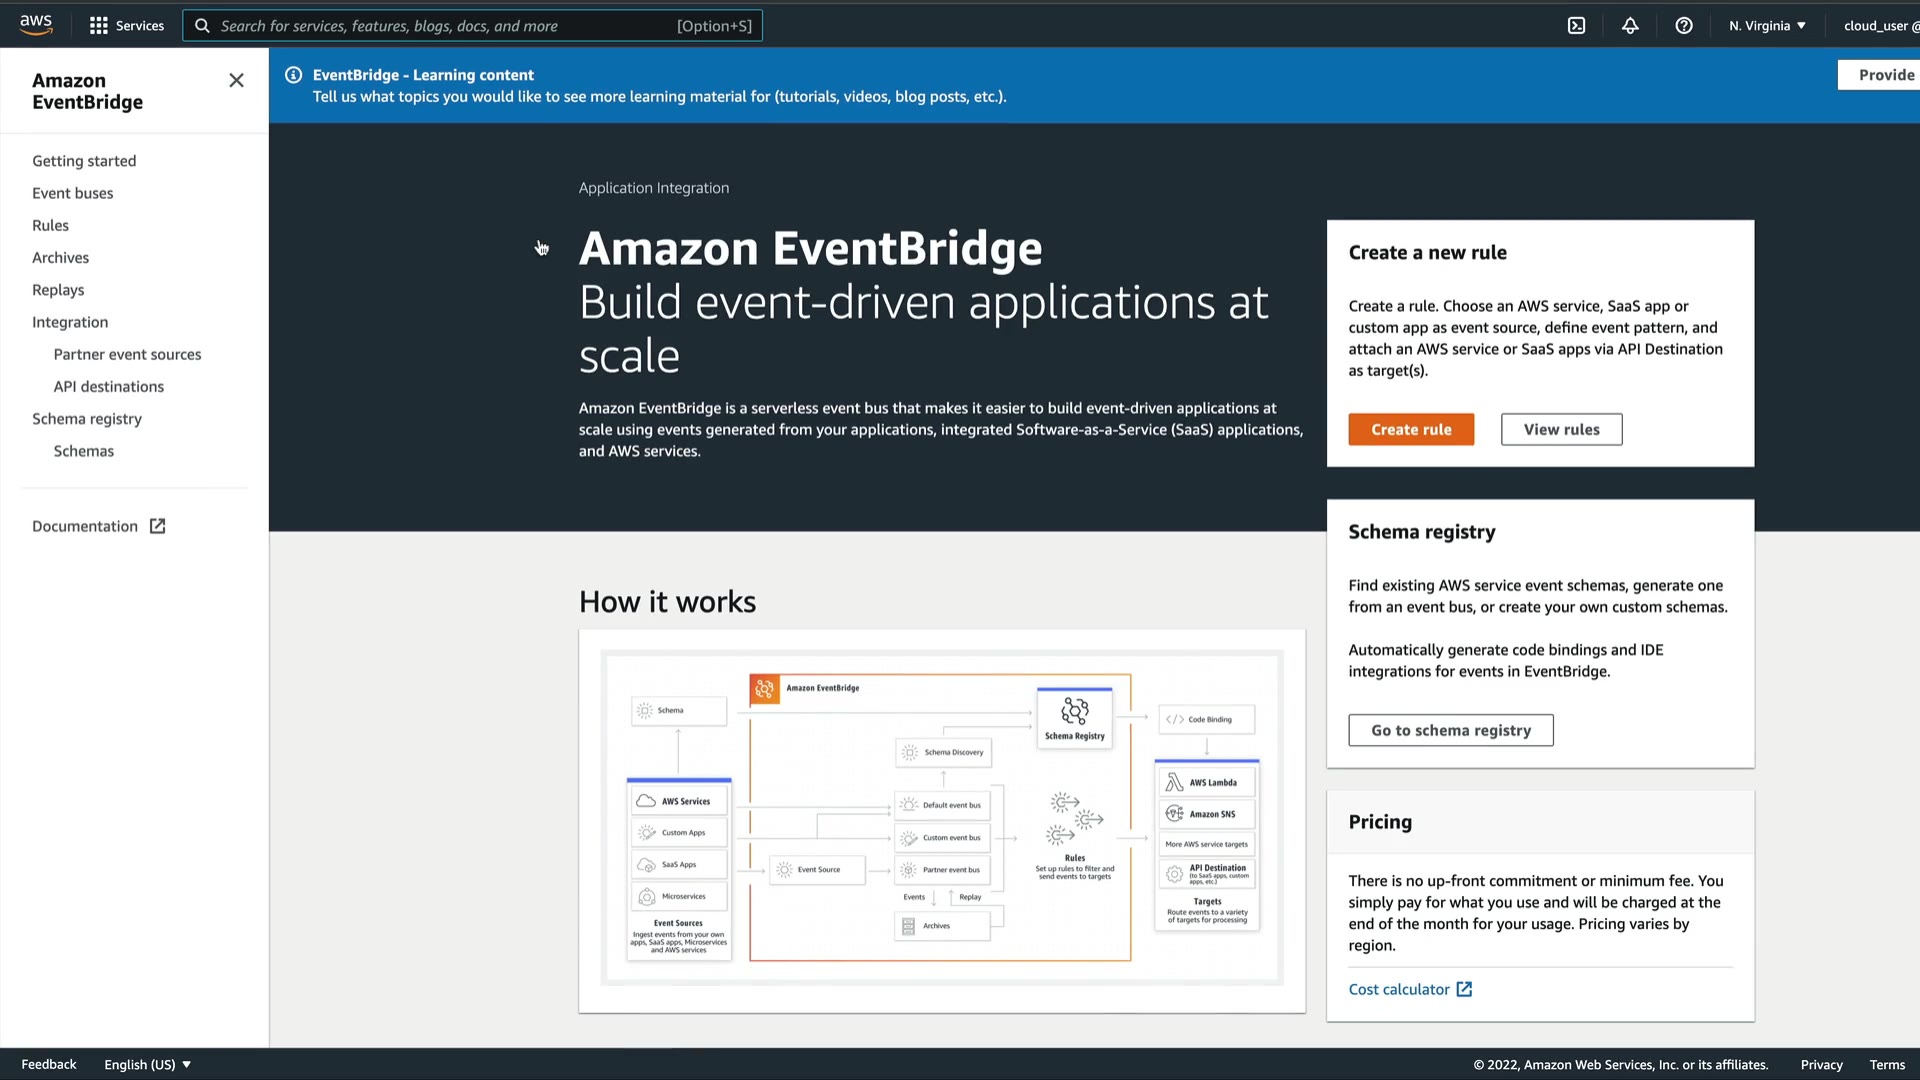 aws
Services
Search for services, features, blogs, docs, and more
[Option+S]
N. Virginia
cloud_user @
Amazon
EventBridge
Getting started
Event buses
Rules
Archives
Replays
Integration
Partner event sources
API destinations
Schema registry
Schemas
Documentation
EventBridge - Learning content
Tell us what topics you would like to see more learning material for (tutorials, videos, blog posts, etc.).
Provide
Application Integration
Amazon EventBridge
Build event-driven applications at
scale
Amazon EventBridge is a serverless event bus that makes it easier to build event-driven applications at
scale using events generated from your applications, integrated Software-as-a-Service (SaaS) applications,
and AWS services.
Create a new rule
Create a rule. Choose an AWS service, SaaS app or
custom app as event source, define event pattern, and
attach an AWS service or SaaS apps via API Destination
as target(s).
Create rule
View rules
Schema registry
Find existing AWS service event schemas, generate one
from an event bus, or create your own custom schemas.
Automatically generate code bindings and IDE
integrations for events in EventBridge.
Go to schema registry
Pricing
There is no up-front commitment or minimum fee. You
simply pay for what you use and will be charged at the
end of the month for your usage. Pricing varies by
region.
Cost calculator
How it works
Schema
AWS Services
Custom Apps
SaaS Apps
Microservices
Event Sources
Ingest events from your own
apps, SaaS apps, Microservices
and AWS services
Amazon EventBridge
Event Source
Schema Discovery
Default event bus
Custom event bus
Partner event bus
Events
Replay
Archives
Schema Registry
Rules
Set up rules to filter and
send events to targets
Code Binding
AWS Lambda
Amazon SNS
More AWS service targets
API Destination
(to SaaS apps, custom
apps, etc.)
Targets
Route events to a variety
of targets for processing
Feedback
English (US)
© 2022, Amazon Web Services, Inc. or its affiliates.
Privacy
Terms